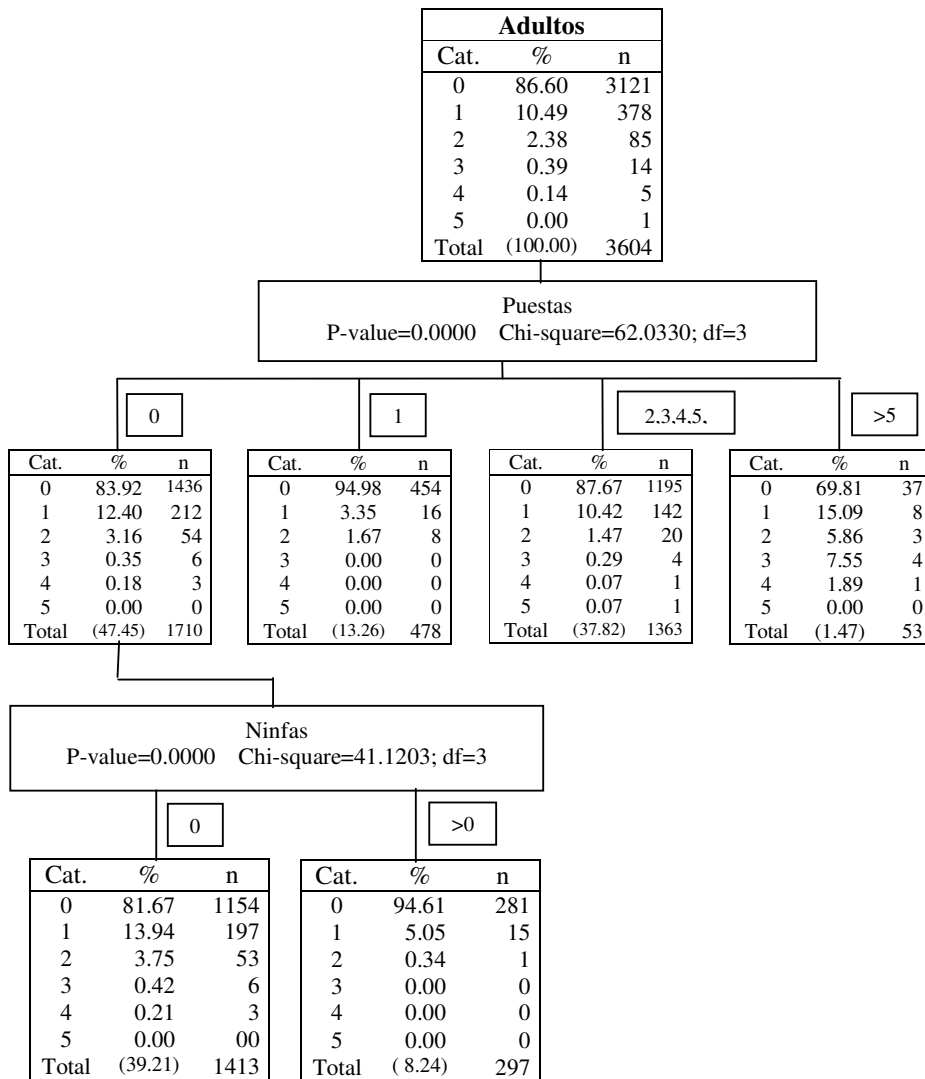 Adultos
Cat. % n
0 86.60 3121
1 10.49 378
2 2.38 85
3 0.39 14
4 0.14 5
5 0.00 1
Total (100.00) 3604
Puestas
P-value=0.0000 Chi-square=62.0330; df=3
0
1
2,3,4,5,
>5
Cat. % n
0 83.92 1436
1 12.40 212
2 3.16 54
3 0.35 6
4 0.18 3
5 0.00 0
Total (47.45) 1710
Cat. % n
0 94.98 454
1 3.35 16
2 1.67 8
3 0.00 0
4 0.00 0
5 0.00 0
Total (13.26) 478
Cat. % n
0 87.67 1195
1 10.42 142
2 1.47 20
3 0.29 4
4 0.07 1
5 0.07 1
Total (37.82) 1363
Cat. % n
0 69.81 37
1 15.09 8
2 5.86 3
3 7.55 4
4 1.89 1
5 0.00 0
Total (1.47) 53
Ninfas
P-value=0.0000 Chi-square=41.1203; df=3
0
>0
Cat. % n
0 81.67 1154
1 13.94 197
2 3.75 53
3 0.42 6
4 0.21 3
5 0.00 00
Total (39.21) 1413
Cat. % n
0 94.61 281
1 5.05 15
2 0.34 1
3 0.00 0
4 0.00 0
5 0.00 0
Total ( 8.24) 297